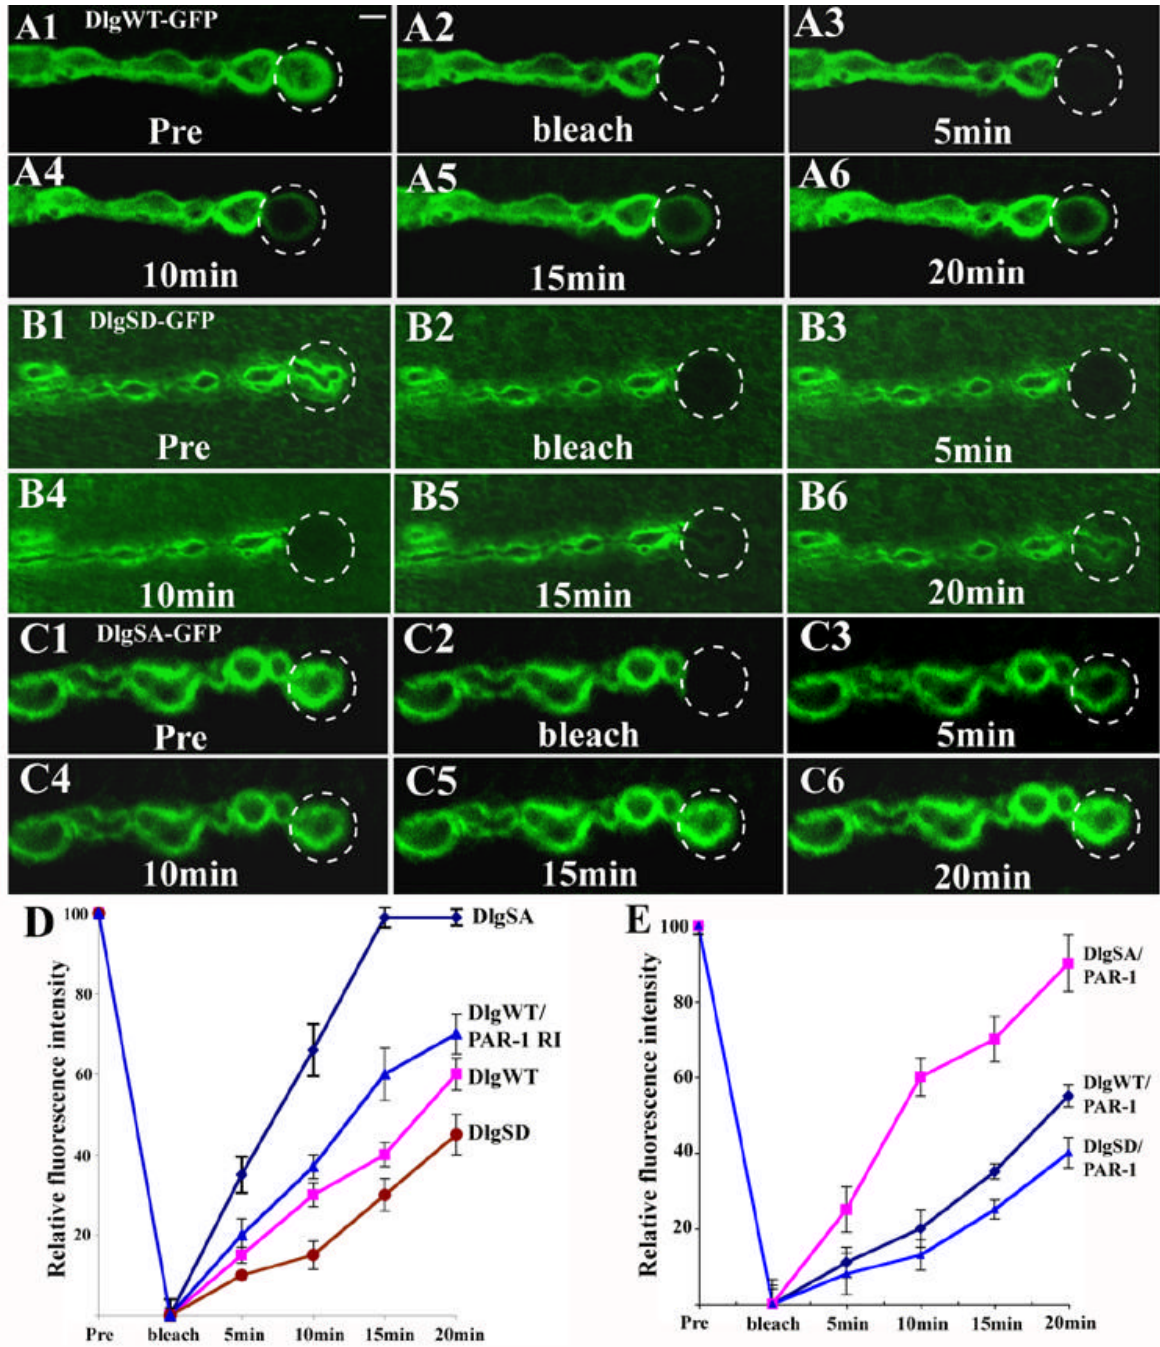 A1 DlgWT-GFP A2 A3
Pre bleach 5min
A4 A5 A6
10min 15min 20min
B1 DlgSD-GFP B2 B3
Pre bleach 5min
B4 B5 B6
10min 15min 20min
C1 DlgSA-GFP C2 C3
Pre bleach 5min
C4 C5 C6
10min 15min 20min
D
Relative fluorescence intensity
100
80
60
40
20
DlgSA
DlgWT/
PAR-1 RI
DlgWT
DlgSD
Pre bleach 5min 10min 15min 20min
E
Relative fluorescence intensity
100
80
60
40
20
DlgSA/
PAR-1
DlgWT/
PAR-1
DlgSD/
PAR-1
Pre bleach 5min 10min 15min 20min